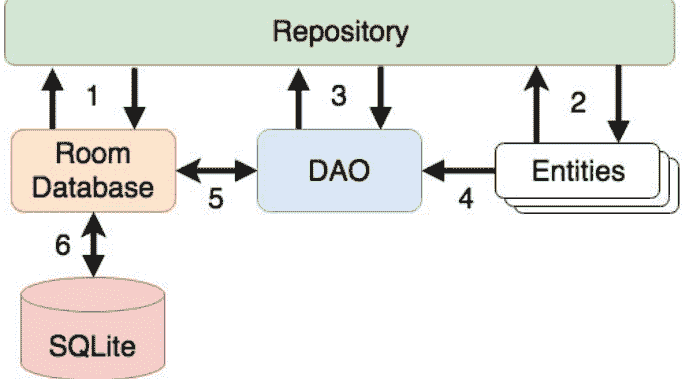 Repository
1
3
2
Room
Database
DAO
Entities
5
4
6
SQLite